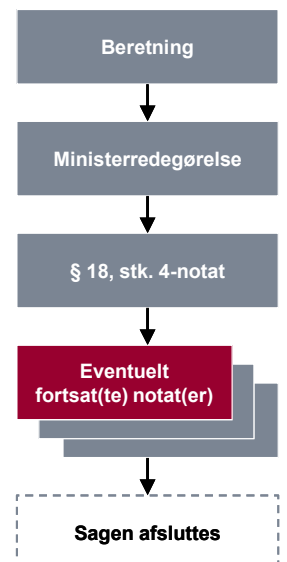 Beretning
Ministerredegørelse
§ 18, stk. 4-notat
Eventuelt
fortsat(te) notat(er)
Sagen afsluttes